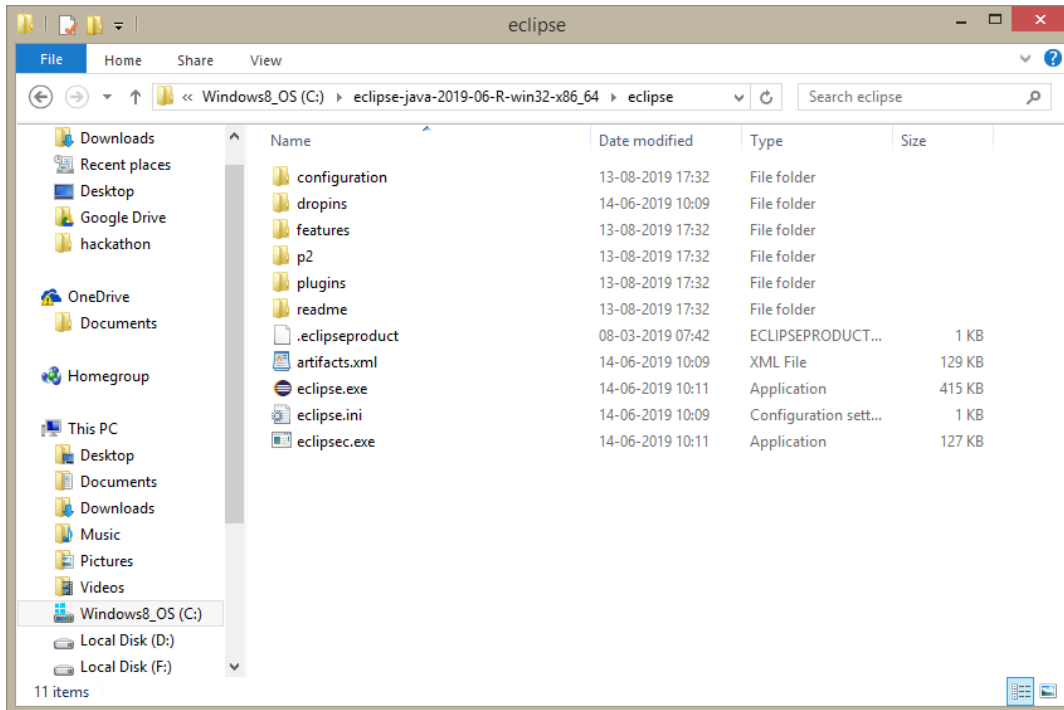 eclipse
File Home Share View
« Windows8_OS (C:) eclipse-java-2019-06-R-win32-x86_64 eclipse Search eclipse
Downloads
Recent places
Desktop
Google Drive
hackathon
OneDrive
Documents
Homegroup
This PC
Desktop
Documents
Downloads
Music
Pictures
Videos
Windows8_OS (C:)
Local Disk (D:)
Local Disk (F:)
Name Date modified Type Size
configuration 13-08-2019 17:32 File folder
dropins 14-06-2019 10:09 File folder
features 13-08-2019 17:32 File folder
p2 13-08-2019 17:32 File folder
plugins 13-08-2019 17:32 File folder
readme 13-08-2019 17:32 File folder
.eclipseproduct 08-03-2019 07:42 ECLIPSEPRODUCT... 1 KB
artifacts.xml 14-06-2019 10:09 XML File 129 KB
eclipse.exe 14-06-2019 10:11 Application 415 KB
eclipse.ini 14-06-2019 10:09 Configuration sett... 1 KB
eclipsec.exe 14-06-2019 10:11 Application 127 KB
11 items